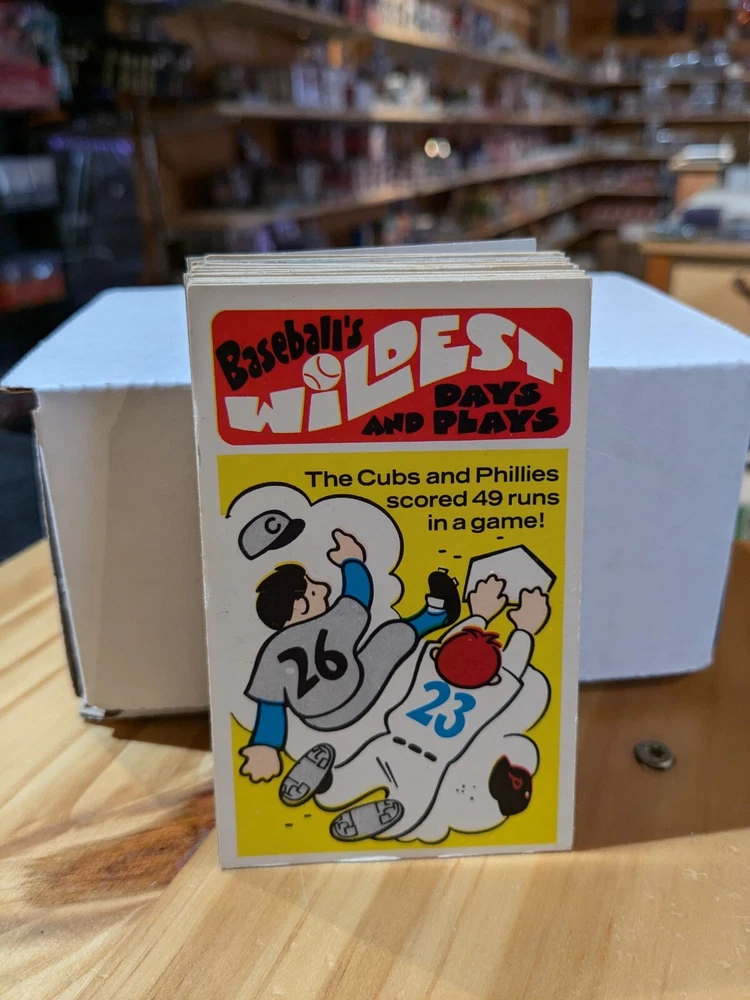 Baseball's
WiLDEST
DAYS
AND PLAYS
The Cubs and Phillies
scored 49 runs
in a game!
C
26
23
P